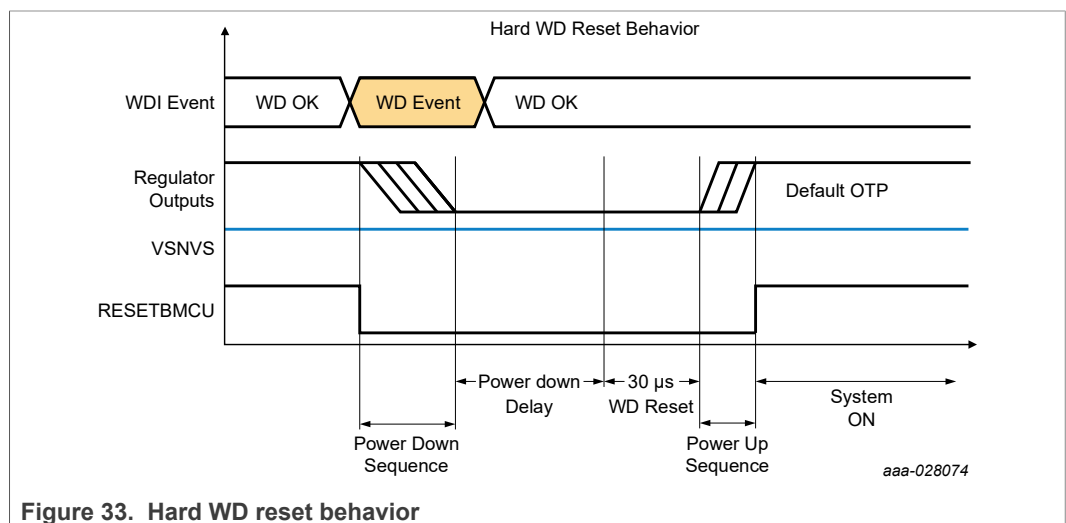 Hard WD Reset Behavior
WDI Event
WD OK
WD Event
WD OK
Regulator
Outputs
Default OTP
VSNVS
RESETBMCU
Power down
Delay
30 µs
WD Reset
System
ON
Power Down
Sequence
Power Up
Sequence
aaa-028074
Figure 33. Hard WD reset behavior